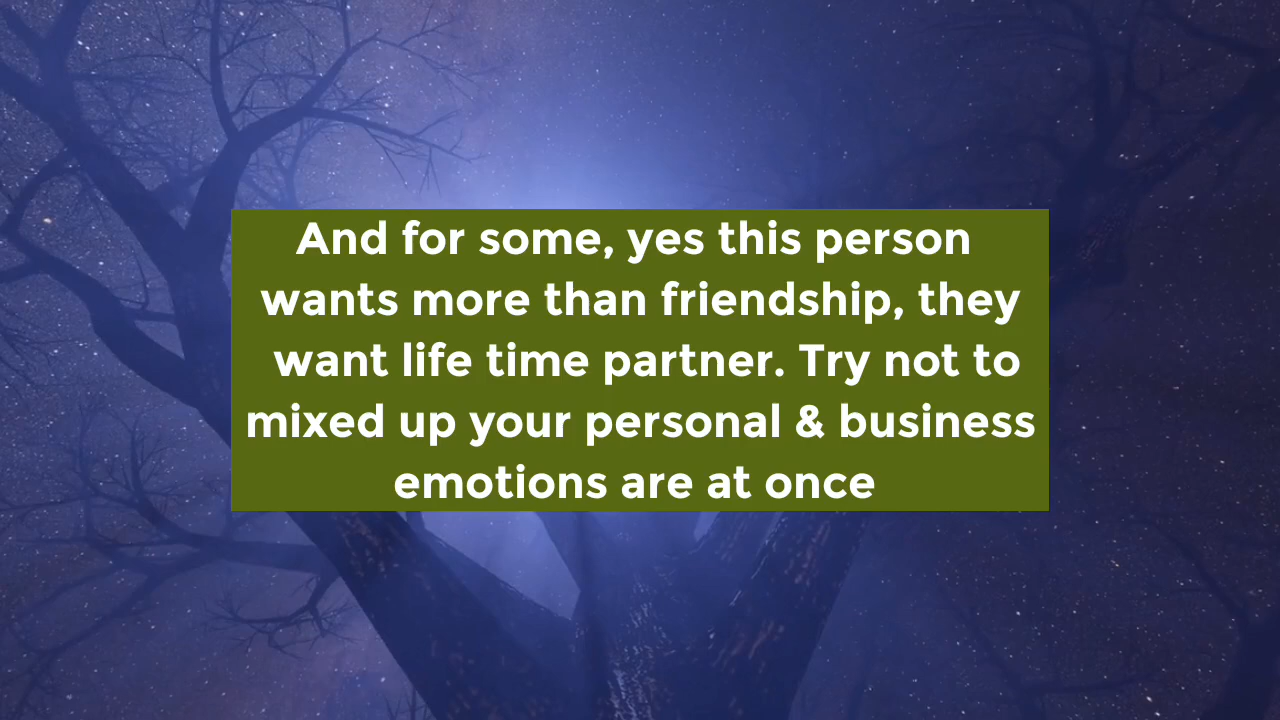 And for some, yes this person
wants more than friendship, they
want life time partner. Try not to
mixed up your personal & business
emotions are at once